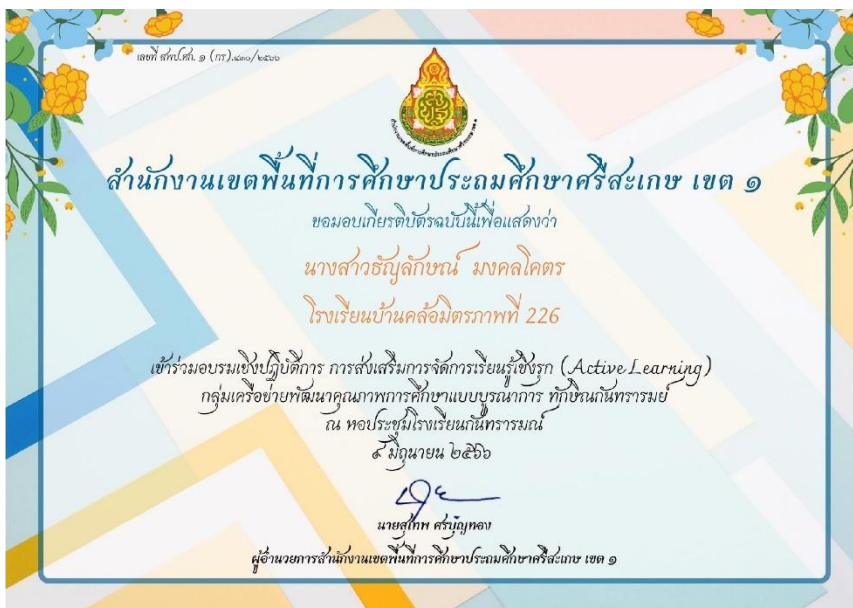 เลขที่ สพป.ศก. ๑ (กร).๘๓๐/๒๕๖๖
สำนักงานเขตพื้นที่การศึกษาประถมศึกษาศรีสะเกษ เขต ๑
ขอมอบเกียรติบัตรฉบับนี้เพื่อแสดงว่า
นางสาวธัญลักษณ์ มงคลโคตร
โรงเรียนบ้านคล้อมิตรภาพที่ 226
เข้าร่วมอบรมเชิงปฏิบัติการ การส่งเสริมการจัดการเรียนรู้เชิงรุก (Active Learning)
กลุ่มเครือข่ายพัฒนาคุณภาพการศึกษาแบบบูรณาการ ทักษิณกันทรารมย์
ณ หอประชุมโรงเรียนกันทรารมณ์
๙ มิถุนายน ๒๕๖๖
นายสุเทพ ศรบุญทอง
ผู้อำนวยการสำนักงานเขตพื้นที่การศึกษาประถมศึกษาศรีสะเกษ เขต ๑